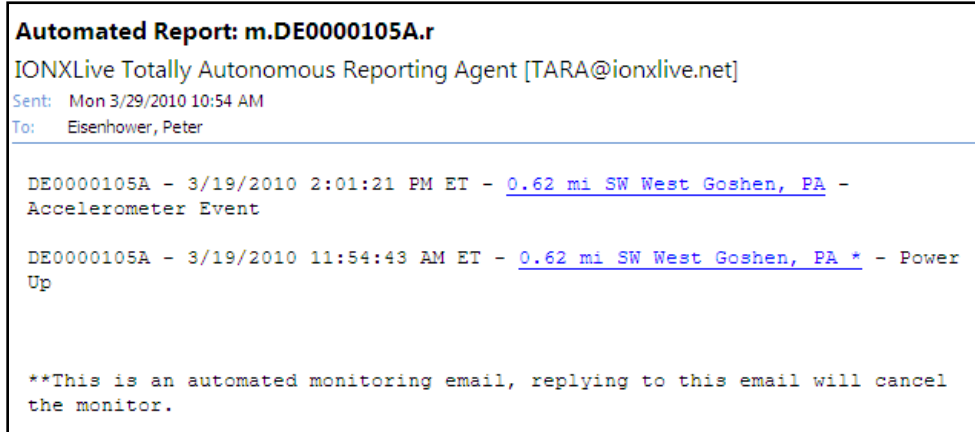 Automated Report: m.DE0000105A.r
IONXLive Totally Autonomous Reporting Agent [TARA@ionxlive.net]
Sent: Mon 3/29/2010 10:54 AM
To: Eisenhower, Peter
DE0000105A - 3/19/2010 2:01:21 PM ET - 0.62 mi SW West Goshen, PA -
Accelerometer Event
DE0000105A - 3/19/2010 11:54:43 AM ET - 0.62 mi SW West Goshen, PA * - Power
Up
**This is an automated monitoring email, replying to this email will cancel
the monitor.